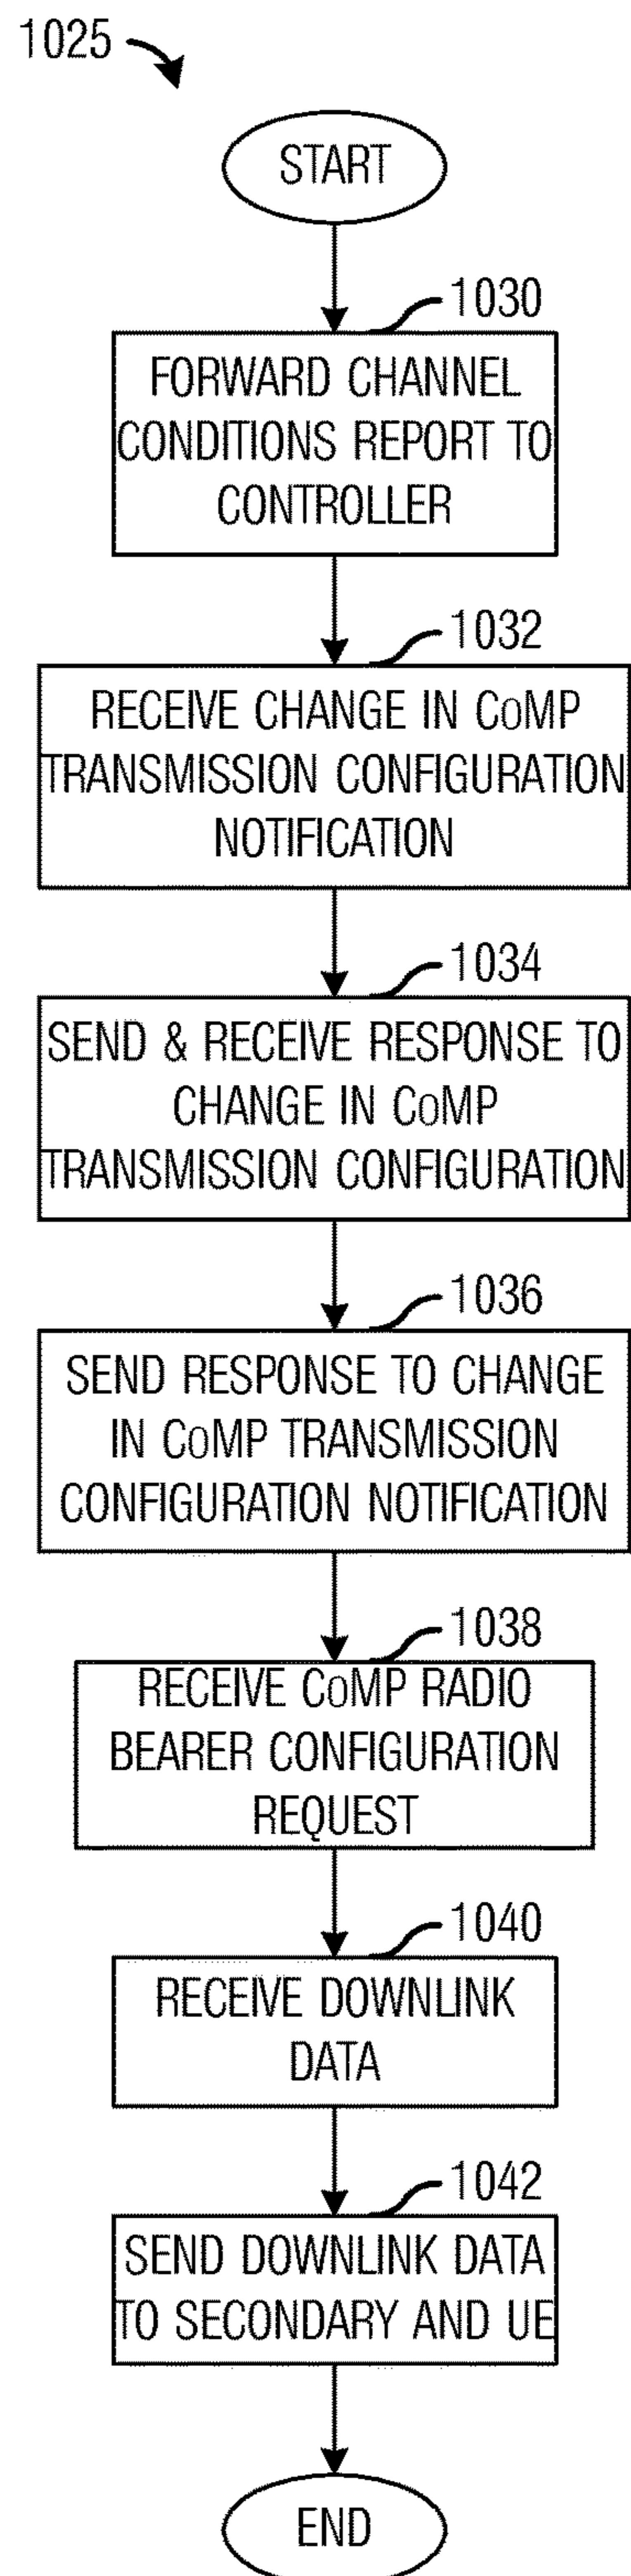 1025
START
1030
FORWARD CHANNEL
CONDITIONS REPORT TO
CONTROLLER
1032
RECEIVE CHANGE IN CoMP
TRANSMISSION CONFIGURATION
NOTIFICATION
1034
SEND & RECEIVE RESPONSE TO
CHANGE IN CoMP
TRANSMISSION CONFIGURATION
1036
SEND RESPONSE TO CHANGE
IN CoMP TRANSMISSION
CONFIGURATION NOTIFICATION
1038
RECEIVE CoMP RADIO
BEARER CONFIGURATION
REQUEST
1040
RECEIVE DOWNLINK
DATA
1042
SEND DOWNLINK DATA
TO SECONDARY AND UE
END